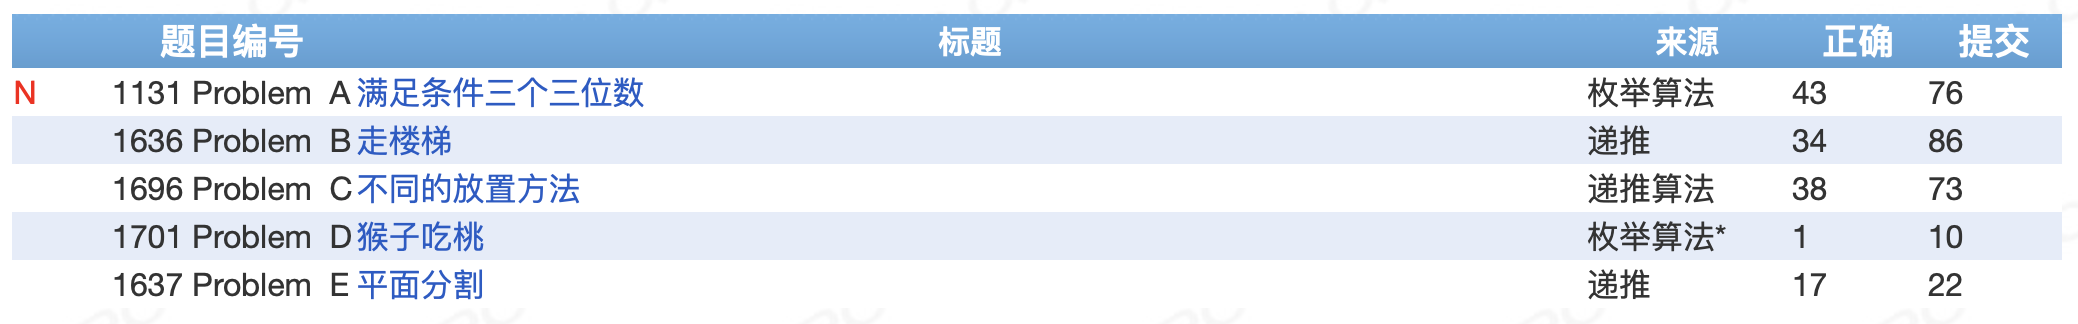 题目编号 标题 来源 正确 提交
N 1131 Problem A 满足条件三个三位数 枚举算法 43 76
1636 Problem B 走楼梯 递推 34 86
1696 Problem C 不同的放置方法 递推算法 38 73
1701 Problem D 猴子吃桃 枚举算法* 1 10
1637 Problem E 平面分割 递推 17 22